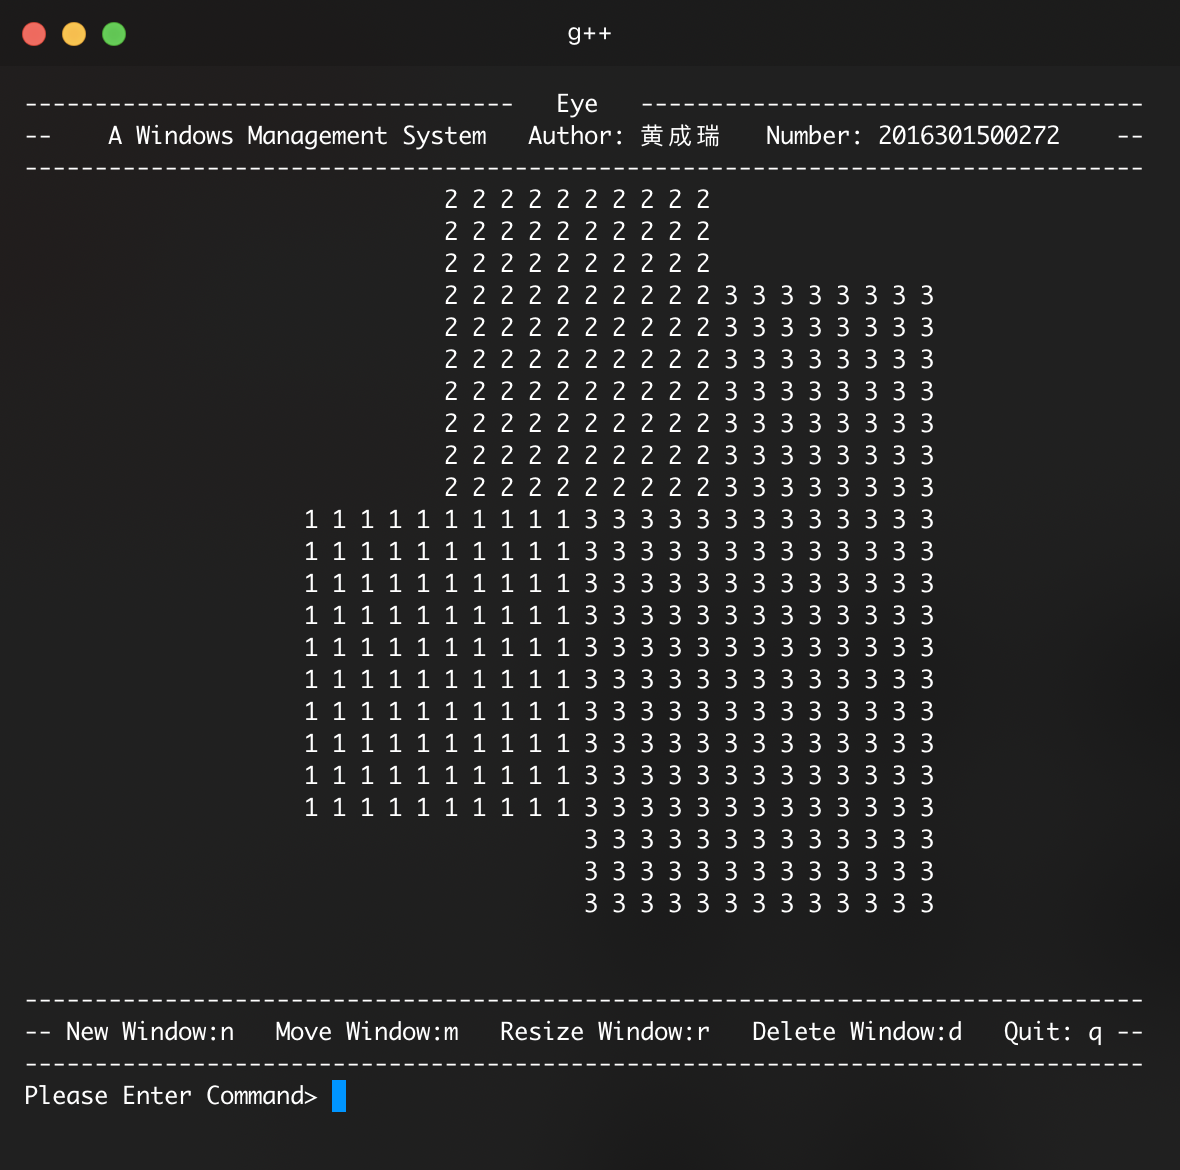 g++
-----------------------------------   Eye   ------------------------------------
--    A Windows Management System   Author: 黄成瑞   Number: 2016301500272    --
--------------------------------------------------------------------------------
2 2 2 2 2 2 2 2 2 2
2 2 2 2 2 2 2 2 2 2
2 2 2 2 2 2 2 2 2 2
2 2 2 2 2 2 2 2 2 2 3 3 3 3 3 3 3 3
2 2 2 2 2 2 2 2 2 2 3 3 3 3 3 3 3 3
2 2 2 2 2 2 2 2 2 2 3 3 3 3 3 3 3 3
2 2 2 2 2 2 2 2 2 2 3 3 3 3 3 3 3 3
2 2 2 2 2 2 2 2 2 2 3 3 3 3 3 3 3 3
2 2 2 2 2 2 2 2 2 2 3 3 3 3 3 3 3 3
2 2 2 2 2 2 2 2 2 2 3 3 3 3 3 3 3 3
1 1 1 1 1 1 1 1 1 1 3 3 3 3 3 3 3 3 3 3 3 3 3
1 1 1 1 1 1 1 1 1 1 3 3 3 3 3 3 3 3 3 3 3 3 3
1 1 1 1 1 1 1 1 1 1 3 3 3 3 3 3 3 3 3 3 3 3 3
1 1 1 1 1 1 1 1 1 1 3 3 3 3 3 3 3 3 3 3 3 3 3
1 1 1 1 1 1 1 1 1 1 3 3 3 3 3 3 3 3 3 3 3 3 3
1 1 1 1 1 1 1 1 1 1 3 3 3 3 3 3 3 3 3 3 3 3 3
1 1 1 1 1 1 1 1 1 1 3 3 3 3 3 3 3 3 3 3 3 3 3
1 1 1 1 1 1 1 1 1 1 3 3 3 3 3 3 3 3 3 3 3 3 3
1 1 1 1 1 1 1 1 1 1 3 3 3 3 3 3 3 3 3 3 3 3 3
1 1 1 1 1 1 1 1 1 1 3 3 3 3 3 3 3 3 3 3 3 3 3
3 3 3 3 3 3 3 3 3 3 3 3 3
3 3 3 3 3 3 3 3 3 3 3 3 3
3 3 3 3 3 3 3 3 3 3 3 3 3
--------------------------------------------------------------------------------
-- New Window:n   Move Window:m   Resize Window:r   Delete Window:d   Quit: q --
--------------------------------------------------------------------------------
Please Enter Command>